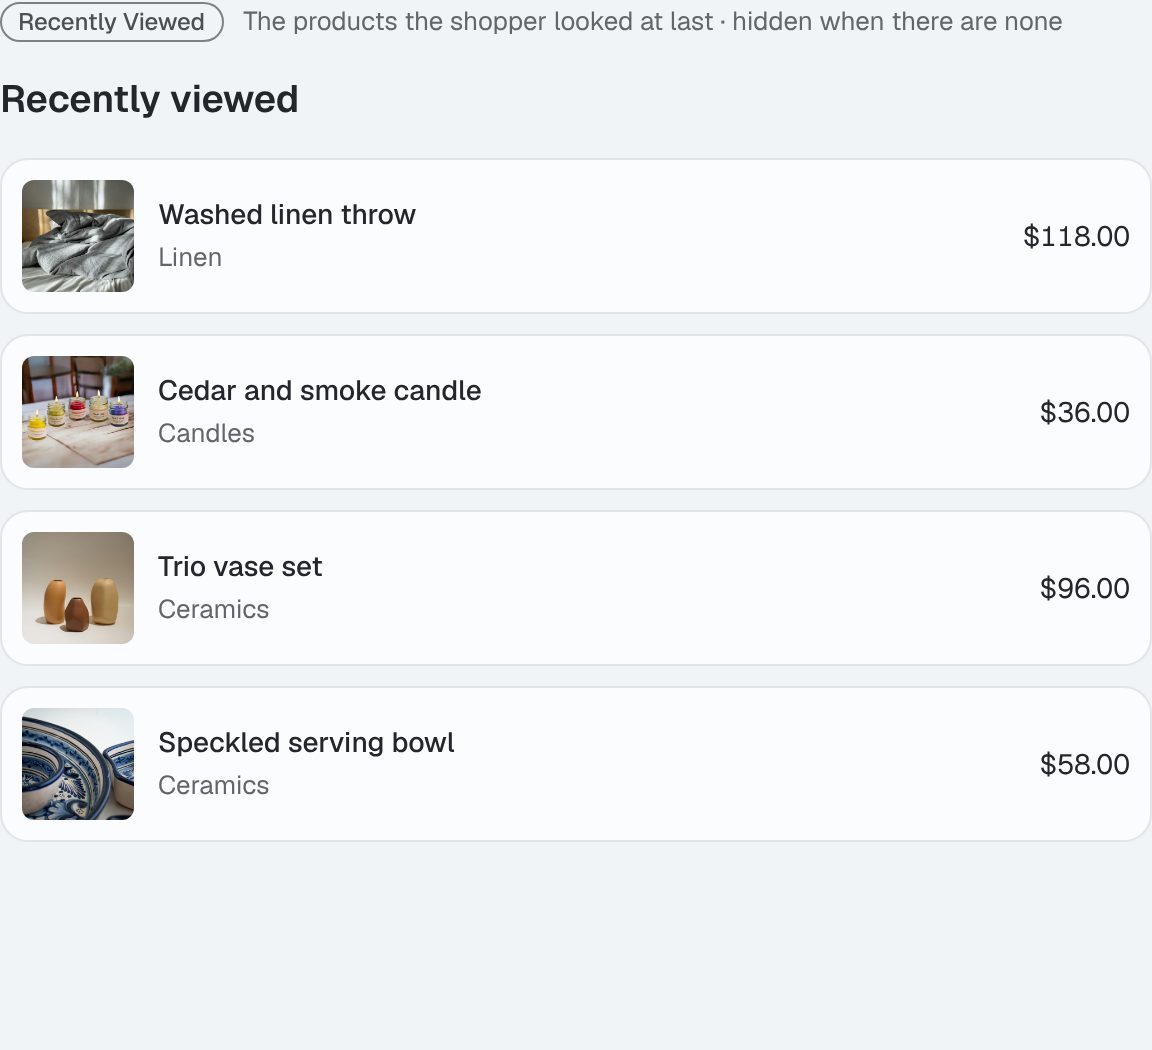 Recently Viewed The products the shopper looked at last · hidden when there are none
Recently viewed
Washed linen throw
Linen
$118.00
Cedar and smoke candle
Candles
$36.00
Trio vase set
Ceramics
$96.00
Speckled serving bowl
Ceramics
$58.00